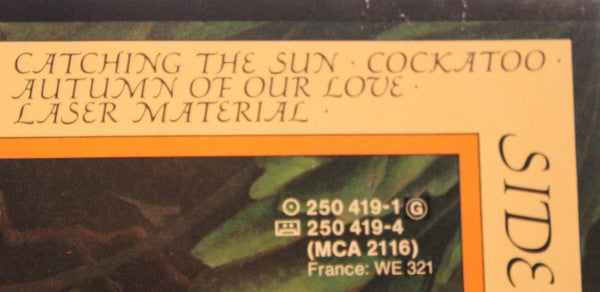 CATCHING THE SUN · COCKATOO ·
AUTUMN OF OUR LOVE ·
LASER MATERIAL ·
SIDE
250 419-1 G
250 419-4
(MCA 2116)
France: WE 321